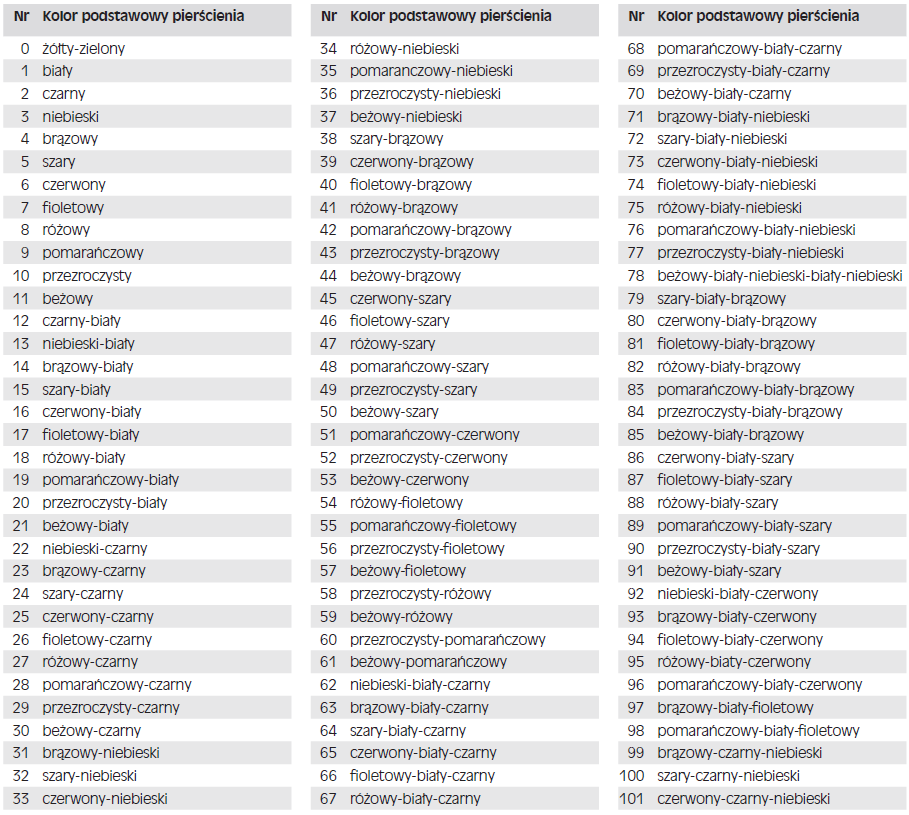 Nr Kolor podstawowy pierścienia
0 żółty-zielony
1 biały
2 czarny
3 niebieski
4 brązowy
5 szary
6 czerwony
7 fioletowy
8 różowy
9 pomarańczowy
10 przezroczysty
11 beżowy
12 czarny-biały
13 niebieski-biały
14 brązowy-biały
15 szary-biały
16 czerwony-biały
17 fioletowy-biały
18 różowy-biały
19 pomarańczowy-biały
20 przezroczysty-biały
21 beżowy-biały
22 niebieski-czarny
23 brązowy-czarny
24 szary-czarny
25 czerwony-czarny
26 fioletowy-czarny
27 różowy-czarny
28 pomarańczowy-czarny
29 przezroczysty-czarny
30 beżowy-czarny
31 brązowy-niebieski
32 szary-niebieski
33 czerwony-niebieski
Nr Kolor podstawowy pierścienia
34 różowy-niebieski
35 pomaranczowy-niebieski
36 przezroczysty-niebieski
37 beżowy-niebieski
38 szary-brązowy
39 czerwony-brązowy
40 fioletowy-brązowy
41 różowy-brązowy
42 pomarańczowy-brązowy
43 przezroczysty-brązowy
44 beżowy-brązowy
45 czerwony-szary
46 fioletowy-szary
47 różowy-szary
48 pomarańczowy-szary
49 przezroczysty-szary
50 beżowy-szary
51 pomarańczowy-czerwony
52 przezroczysty-czerwony
53 beżowy-czerwony
54 różowy-fioletowy
55 pomarańczowy-fioletowy
56 przezroczysty-fioletowy
57 beżowy-fioletowy
58 przezroczysty-różowy
59 beżowy-różowy
60 przezroczysty-pomarańczowy
61 beżowy-pomarańczowy
62 niebieski-biały-czarny
63 brązowy-biały-czarny
64 szary-biały-czarny
65 czerwony-biały-czarny
66 fioletowy-biały-czarny
67 różowy-biały-czarny
Nr Kolor podstawowy pierścienia
68 pomarańczowy-biały-czarny
69 przezroczysty-biały-czarny
70 beżowy-biały-czarny
71 brązowy-biały-niebieski
72 szary-biały-niebieski
73 czerwony-biały-niebieski
74 fioletowy-biały-niebieski
75 różowy-biały-niebieski
76 pomarańczowy-biały-niebieski
77 przezroczysty-biały-niebieski
78 beżowy-biały-niebieski-biały-niebieski
79 szary-biały-brązowy
80 czerwony-biały-brązowy
81 fioletowy-biały-brązowy
82 różowy-biały-brązowy
83 pomarańczowy-biały-brązowy
84 przezroczysty-biały-brązowy
85 beżowy-biały-brązowy
86 czerwony-biały-szary
87 fioletowy-biały-szary
88 różowy-biały-szary
89 pomarańczowy-biały-szary
90 przezroczysty-biały-szary
91 beżowy-biały-szary
92 niebieski-biały-czerwony
93 brązowy-biały-czerwony
94 fioletowy-biały-czerwony
95 różowy-biaty-czerwony
96 pomarańczowy-biały-czerwony
97 brązowy-biały-fioletowy
98 pomarańczowy-biały-fioletowy
99 brązowy-czarny-niebieski
100 szary-czarny-niebieski
101 czerwony-czarny-niebieski